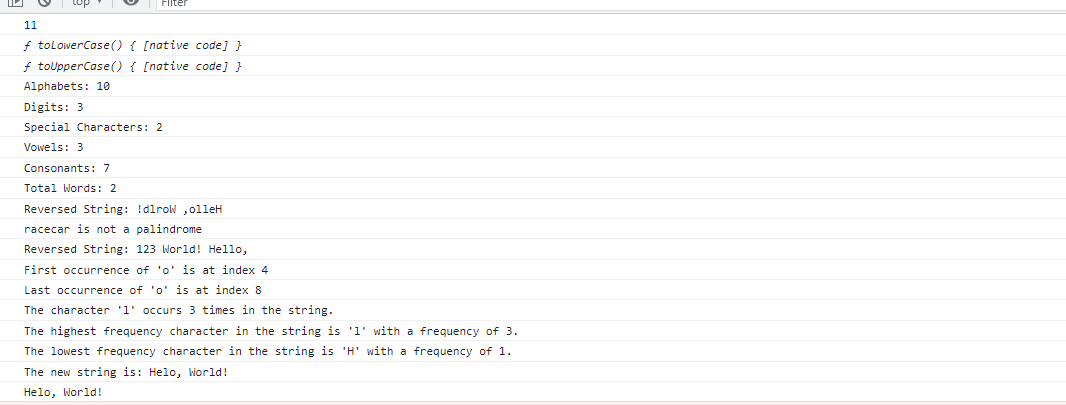 top
Filter
11
ƒ toLowerCase() { [native code] }
ƒ toUpperCase() { [native code] }
Alphabets: 10
Digits: 3
Special Characters: 2
Vowels: 3
Consonants: 7
Total Words: 2
Reversed String: !dlroW ,olleH
racecar is not a palindrome
Reversed String: 123 World! Hello,
First occurrence of 'o' is at index 4
Last occurrence of 'o' is at index 8
The character 'l' occurs 3 times in the string.
The highest frequency character in the string is 'l' with a frequency of 3.
The lowest frequency character in the string is 'H' with a frequency of 1.
The new string is: Helo, World!
Helo, World!